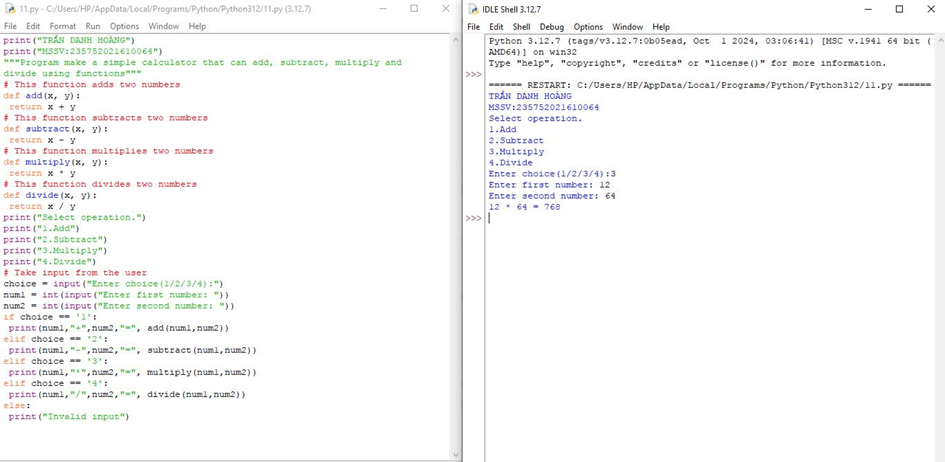 11.py - C:/Users/HP/AppData/Local/Programs/Python/Python312/11.py (3.12.7)
File Edit Format Run Options Window Help
print("TRẦN DANH HOÀNG")
print("MSSV:235752021610064")
"""Program make a simple calculator that can add, subtract, multiply and
divide using functions"""
# This function adds two numbers
def add(x, y):
 return x + y
# This function subtracts two numbers
def subtract(x, y):
 return x - y
# This function multiplies two numbers
def multiply(x, y):
 return x * y
# This function divides two numbers
def divide(x, y):
 return x / y
print("Select operation.")
print("1.Add")
print("2.Subtract")
print("3.Multiply")
print("4.Divide")
# Take input from the user
choice = input("Enter choice(1/2/3/4):")
num1 = int(input("Enter first number: "))
num2 = int(input("Enter second number: "))
if choice == '1':
 print(num1,"+",num2,"=", add(num1,num2))
elif choice == '2':
 print(num1,"-",num2,"=", subtract(num1,num2))
elif choice == '3':
 print(num1,"*",num2,"=", multiply(num1,num2))
elif choice == '4':
 print(num1,"/",num2,"=", divide(num1,num2))
else:
 print("Invalid input")
IDLE Shell 3.12.7
File Edit Shell Debug Options Window Help
Python 3.12.7 (tags/v3.12.7:0b05ead, Oct  1 2024, 03:06:41) [MSC v.1941 64 bit (
AMD64)] on win32
Type "help", "copyright", "credits" or "license()" for more information.
>>>
====== RESTART: C:/Users/HP/AppData/Local/Programs/Python/Python312/11.py ======
TRẦN DANH HOÀNG
MSSV:235752021610064
Select operation.
1.Add
2.Subtract
3.Multiply
4.Divide
Enter choice(1/2/3/4):3
Enter first number: 12
Enter second number: 64
12 * 64 = 768
>>>